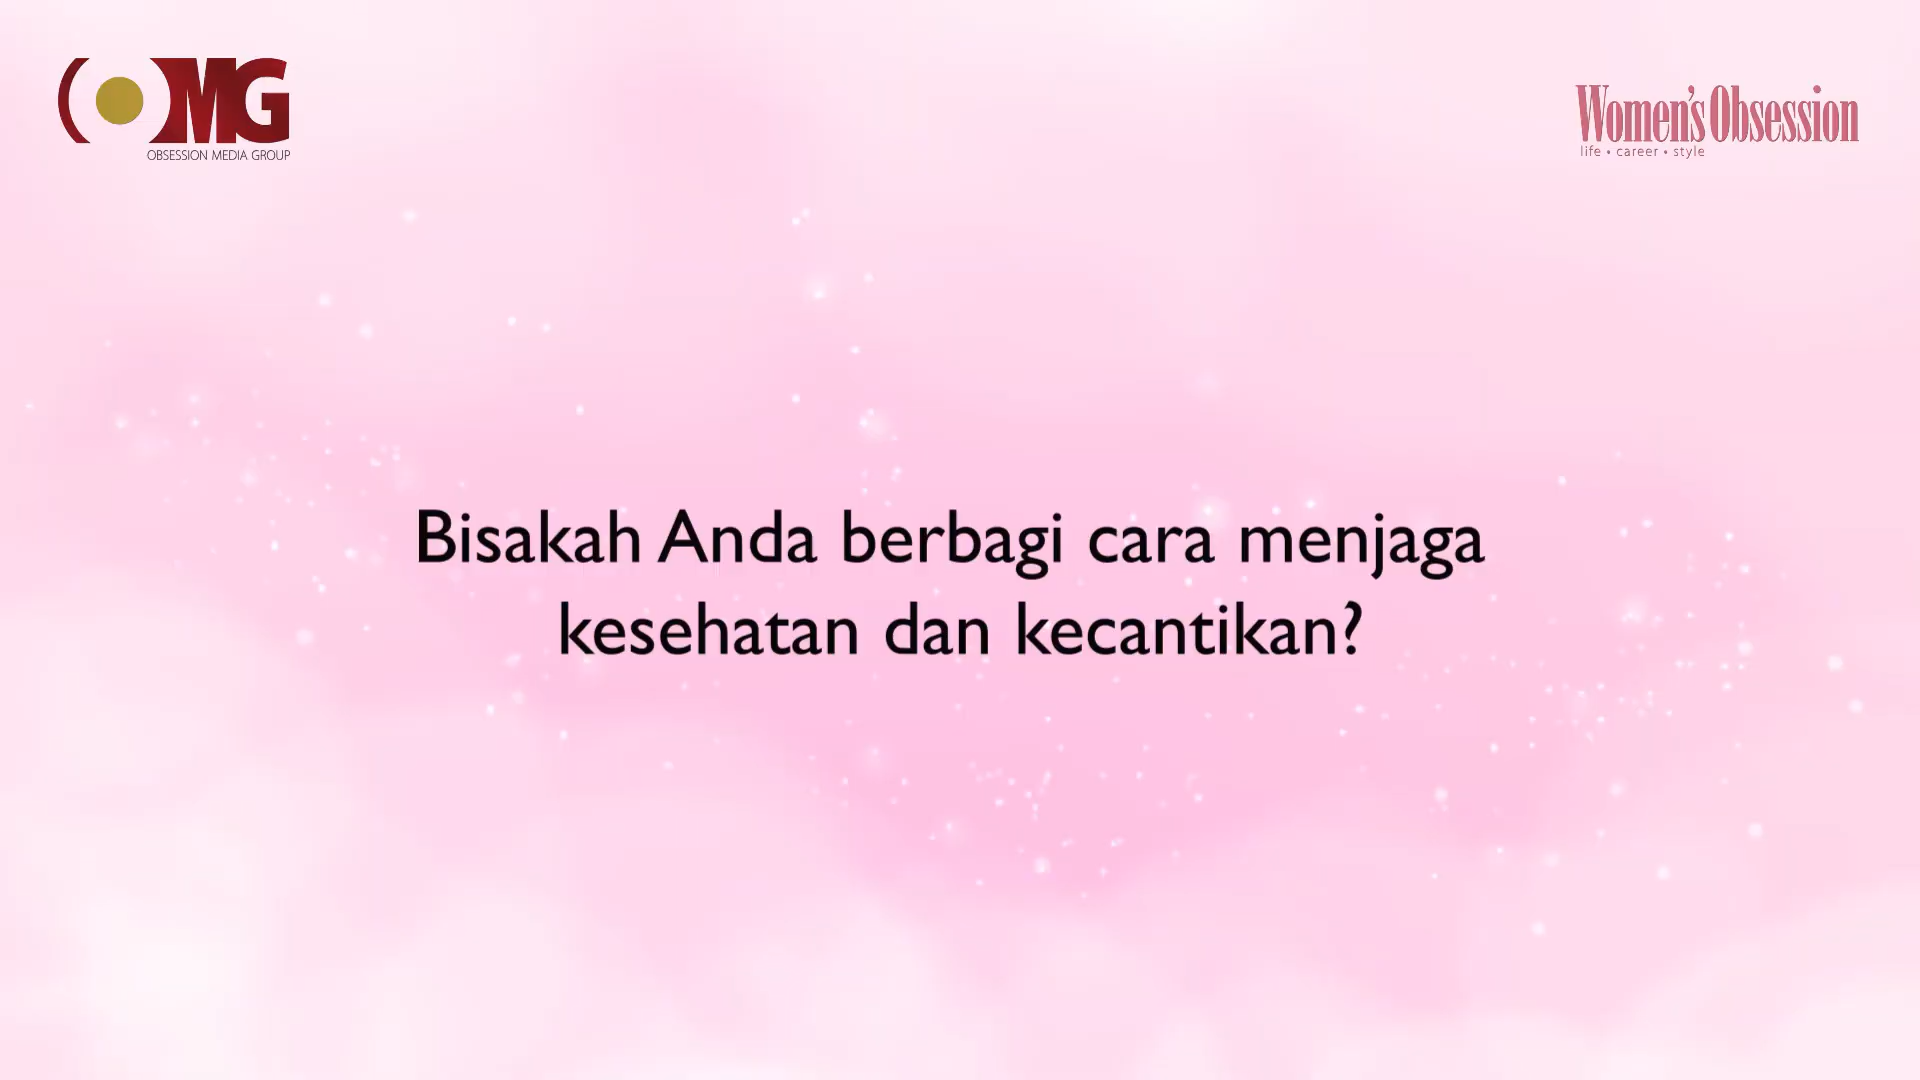 OMG
OBSESSION MEDIA GROUP
Women's Obsession
life • career • style
Bisakah Anda berbagi cara menjaga
kesehatan dan kecantikan?